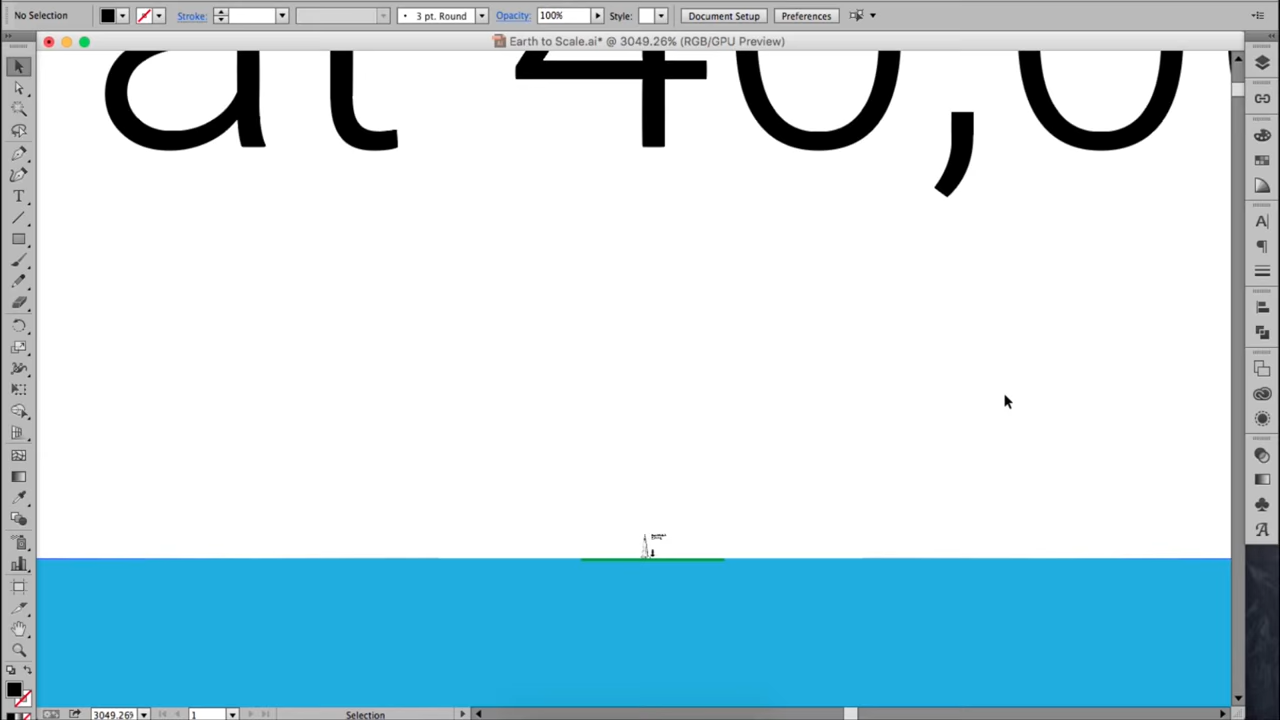 No Selection
Stroke:
3 pt. Round
Opacity:
100%
Style:
Document Setup
Preferences
Earth to Scale.ai* @ 3049.26% (RGB/GPU Preview)
at 40,0
3049.26%
1
Selection